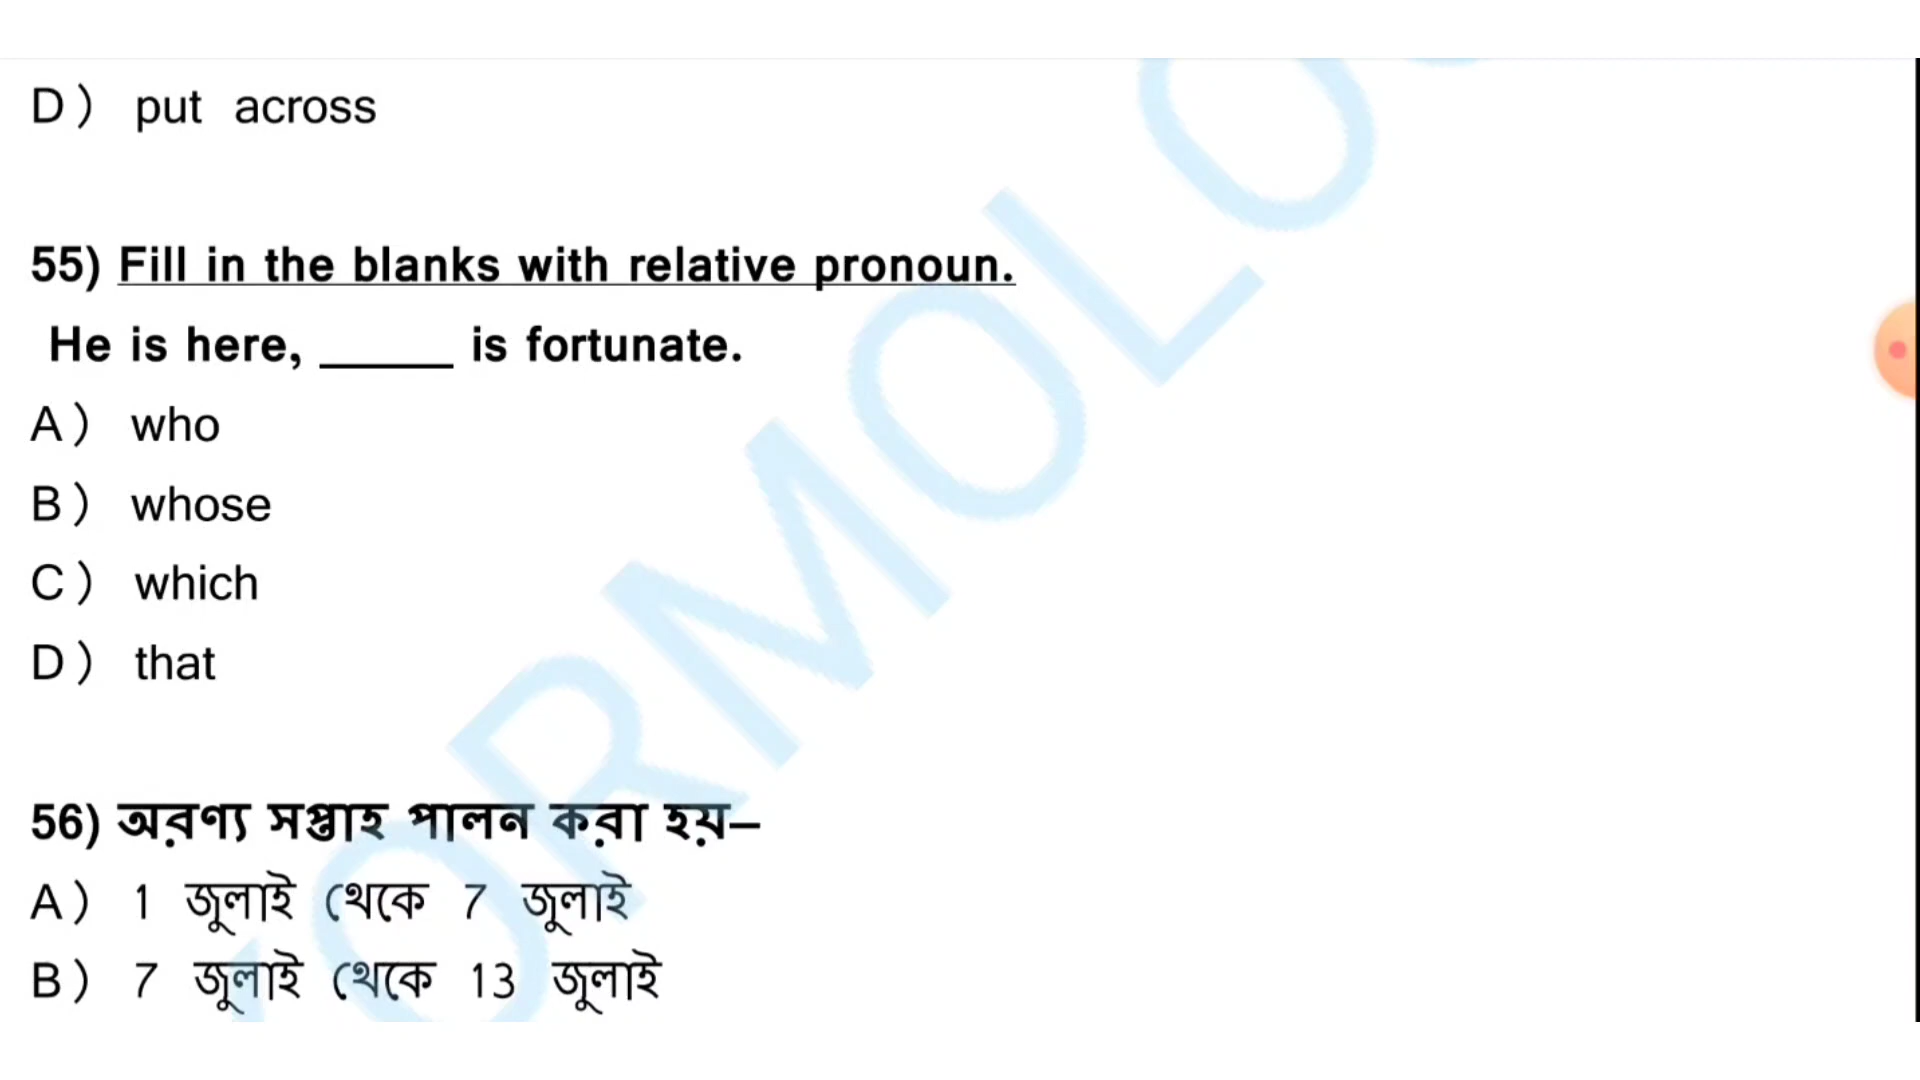 D) put across
55) Fill in the blanks with relative pronoun.
He is here, ______ is fortunate.
A) who
B) whose
C) which
D) that
56) অরণ্য সপ্তাহ পালন করা হয়–
A) 1 জুলাই থেকে 7 জুলাই
B) 7 জুলাই থেকে 13 জুলাই